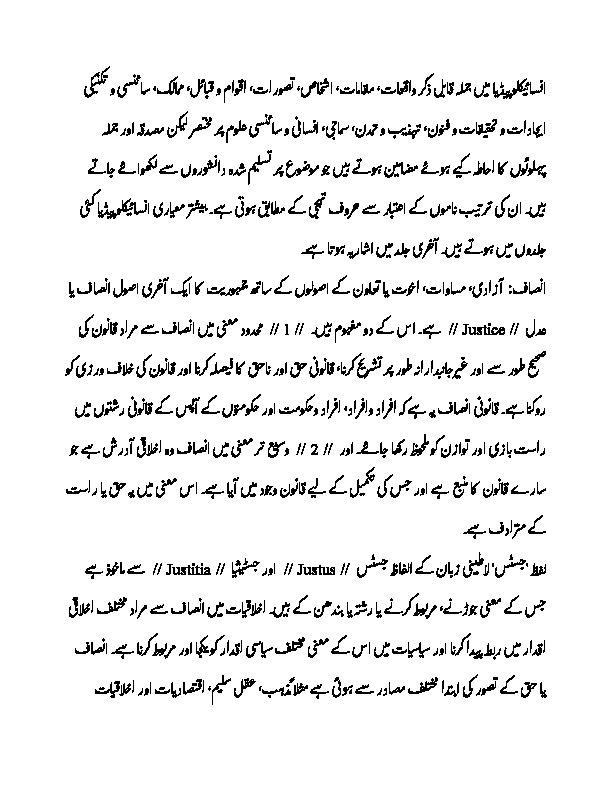 انسائیکلوپیڈیا میں جملہ قابل ذکر واقعات، مقامات، اشخاص، تصورات، اقوام و قبائل، ممالک، سائنسی و تکنیکی
ایجادات و تحقیقات و فنون، تہذیب و تمدن، سماجی، انسانی و سائنسی علوم پر مختصر لیکن مصدقہ اور جملہ
پہلوئوں کا احاطہ کیے ہوئے مضامین ہوتے ہیں جو موضوع پر تسلیم شدہ دانشوروں سے لکھوائے جاتے
ہیں۔ ان کی ترتیب ناموں کے اعتبار سے حروف تہجی کے مطابق ہوتی ہے۔ بیشتر معیاری انسائیکلوپیڈیا کئی
جلدوں میں ہوتے ہیں۔ آخری جلد میں اشاریہ ہوتا ہے۔
انصاف: آزادی، مساوات، اخوت یا تعاون کے اصولوں کے ساتھ جمہوریت کا ایک آخری اصول انصاف یا
عدل // Justice // ہے۔ اس کے دو مفہوم ہیں۔ // 1 // محدود معنی میں انصاف سے مراد قانون کی
صحیح طور سے اور غیرجانبدارانہ طور پر تشریح کرنا، قانونی حق اور ناحق کا فیصلہ کرنا اور قانون کی خلاف ورزی کو
روکنا ہے۔ قانونی انصاف یہ ہے کہ افراد وافراد، افراد وحکومت اور حکومتوں کے آپس کے قانونی رشتوں میں
راست بازی اور توازن کو ملحوظ رکھا جائے۔ اور // 2 // وسیع تر معنی میں انصاف وہ اخلاقی آدرش ہے جو
سارے قانون کا منبع ہے اور جس کی تکمیل کے لیے قانون وجود میں آیا ہے۔ اس معنی میں یہ حق یا راست
کے مترادف ہے۔
لفظ 'جسٹس' لاطینی زبان کے الفاظ جسٹس // Justus // اور جسٹیٹیا // Justitia // سے ماخوذ ہے
جس کے معنی جوڑنے، مربوط کرنے یا رشتہ یا بندھن کے ہیں۔ اخلاقیات میں انصاف سے مراد مختلف اخلاقی
اقدار میں ربط پیدا کرنا اور سیاسیات میں اس کے معنی مختلف سیاسی اقدار کو یکجا اور مربوط کرنا ہے۔ انصاف
یا حق کے تصور کی ابتدا مختلف مصادر سے ہوئی ہے مثلاً مذہب، عقل سلیم، اقتصادیات اور اخلاقیات